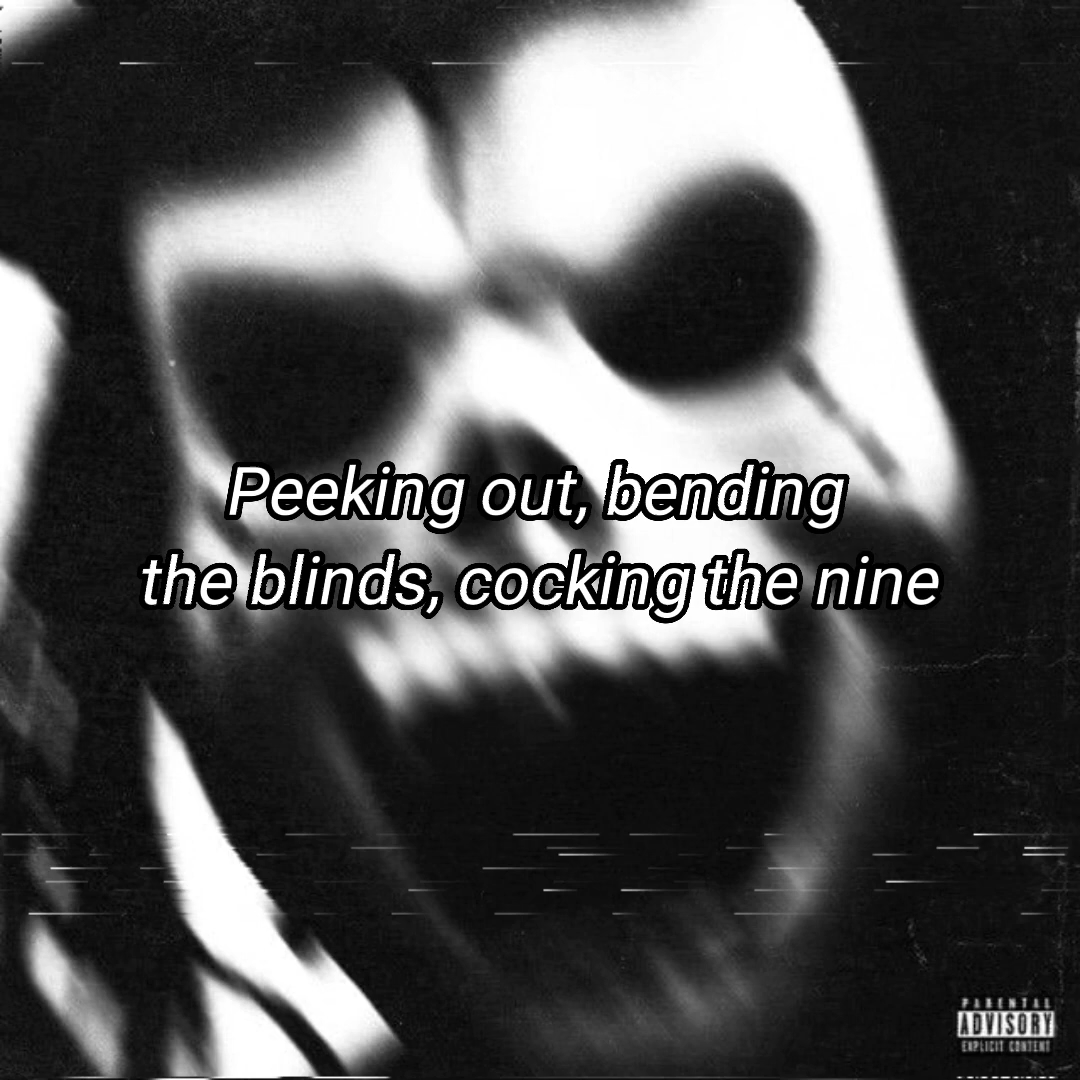 Peeking out, bending
the blinds, cocking the nine
PARENTAL
ADVISORY
EXPLICIT CONTENT